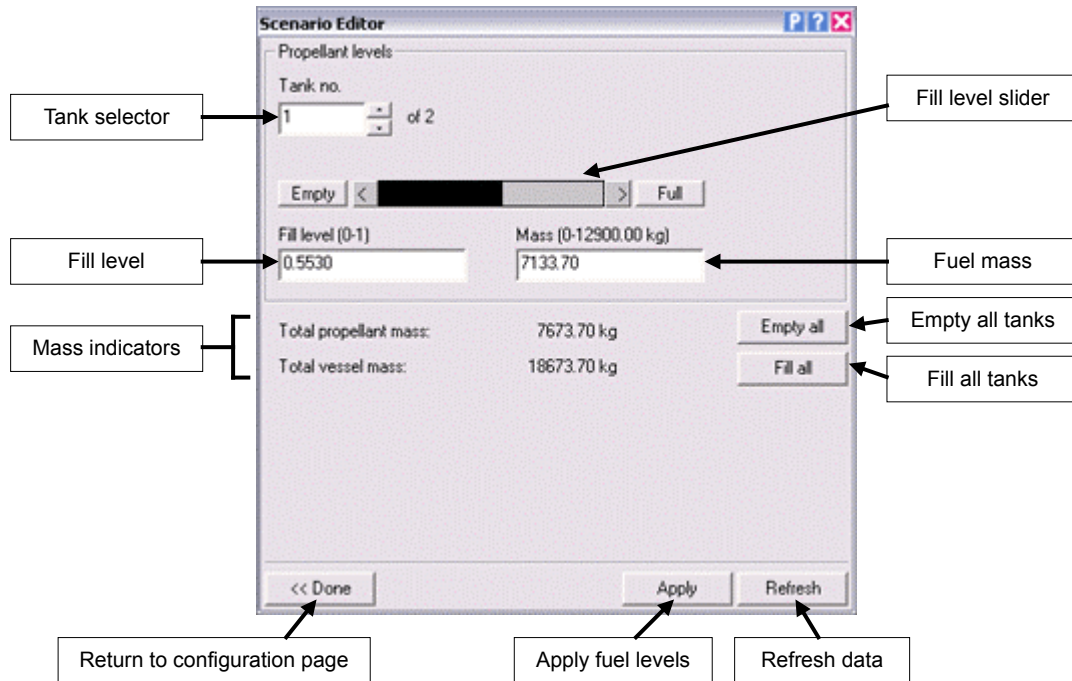 Scenario Editor P ? X
Propellant levels
Tank no.
Tank selector
1 of 2
Fill level slider
Empty < > Full
Fill level (0-1) Mass (0-12900.00 kg)
Fill level
0.5530 7133.70
Fuel mass
Total propellant mass: 7673.70 kg Empty all
Empty all tanks
Mass indicators
Total vessel mass: 18673.70 kg Fill all
Fill all tanks
<< Done Apply Refresh
Return to configuration page Apply fuel levels Refresh data